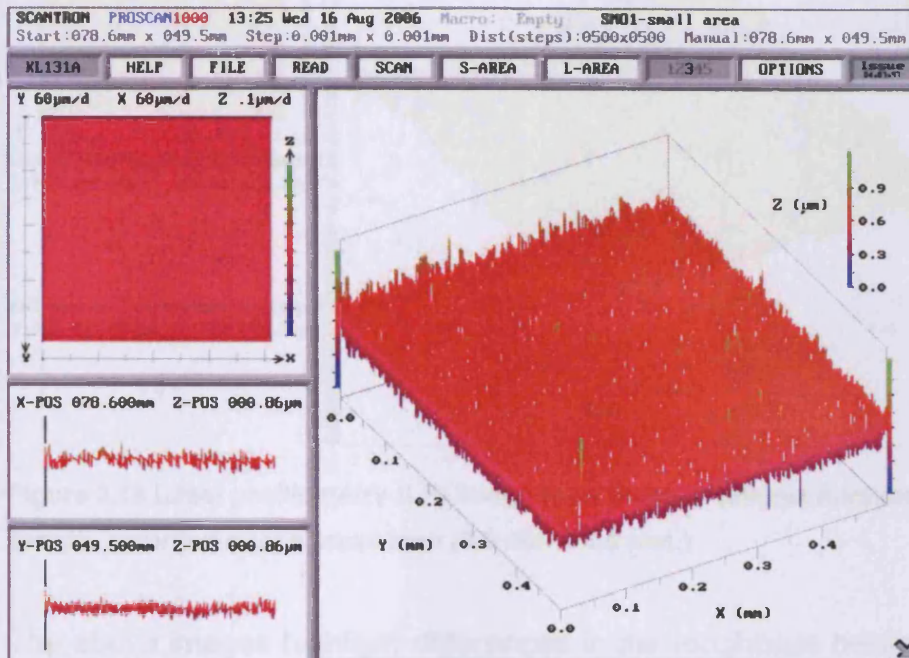 SCANTRON PROSCAN1000 13:25 Wed 16 Aug 2006 Macro: Empty SM01-small area
Start:078.6mm x 049.5mm Step:0.001mm x 0.001mm Dist(steps):0500x0500 Manual:078.6mm x 049.5mm
KL131A HELP FILE READ SCAN S-AREA L-AREA 12345 OPTIONS Issue
Y 60µm/d X 60µm/d Z .1µm/d
Z
Y X
Z (µm)
0.9
0.6
0.3
0.0
X-POS 078.600mm Z-POS 000.86µm
Y-POS 049.500mm Z-POS 000.86µm
0.0
0.1
0.2
0.3
0.4
Y (mm)
0.0
0.1
0.2
0.3
0.4
X (mm)